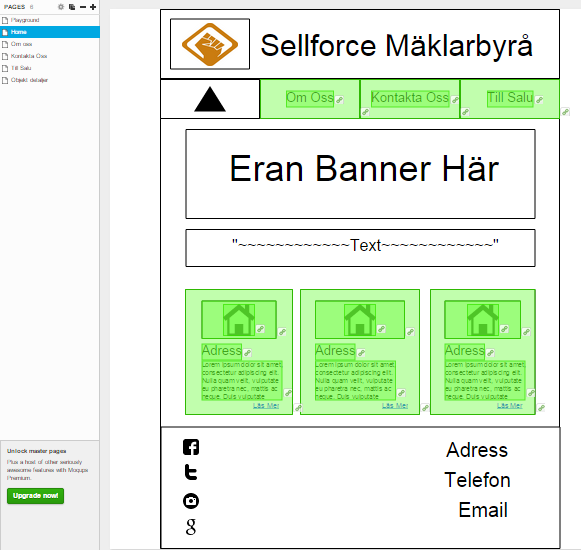 PAGES 6
Playground
Home
Om oss
Kontakta Oss
Till Salu
Objekt detaljer
Unlock master pages
Plus a host of other seriously
awesome features with Moqups
Premium.
Upgrade now!
Sellforce Mäklarbyrå
Om Oss
Kontakta Oss
Till Salu
Eran Banner Här
"~~~~~~~~~~~~Text~~~~~~~~~~~~"
Adress
Lorem ipsum dolor sit amet,
consectetur adipiscing elit.
Nulla quam velit, vulputate
eu pharetra nec, mattis ac
neque. Duis vulputate
Läs Mer
Adress
Lorem ipsum dolor sit amet,
consectetur adipiscing elit.
Nulla quam velit, vulputate
eu pharetra nec, mattis ac
neque. Duis vulputate
Läs Mer
Adress
Lorem ipsum dolor sit amet,
consectetur adipiscing elit.
Nulla quam velit, vulputate
eu pharetra nec, mattis ac
neque. Duis vulputate
Läs Mer
Adress
Telefon
Email